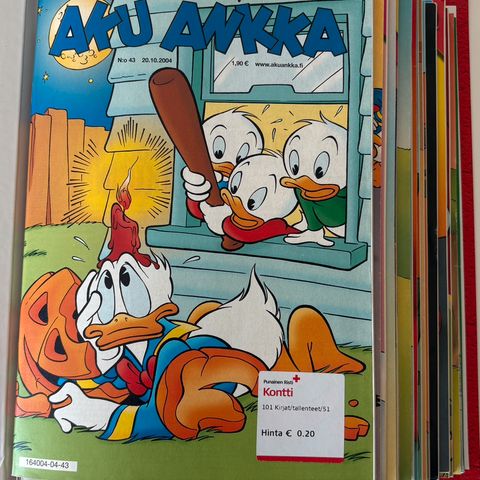 AKU ANKKA
N:o 43 20.10.2004
1,90 € www.akuankka.fi
Punainen Risti
Kontti
101 Kirjat/tallenteet/51
Hinta € 0.20
164004-04-43